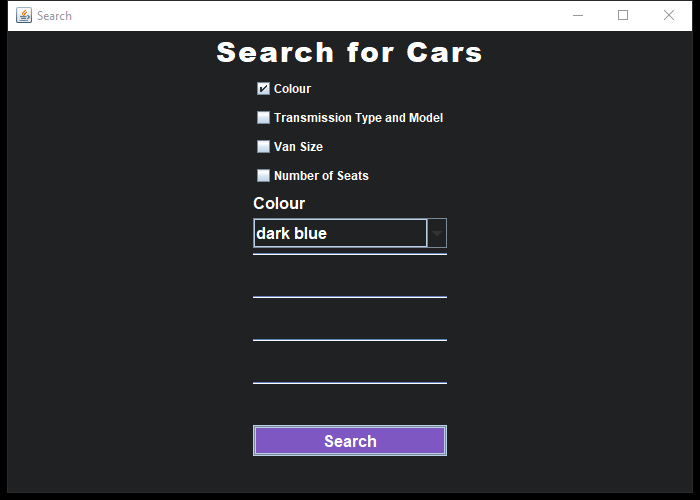 Search
Search for Cars
Colour
Transmission Type and Model
Van Size
Number of Seats
Colour
dark blue
Search